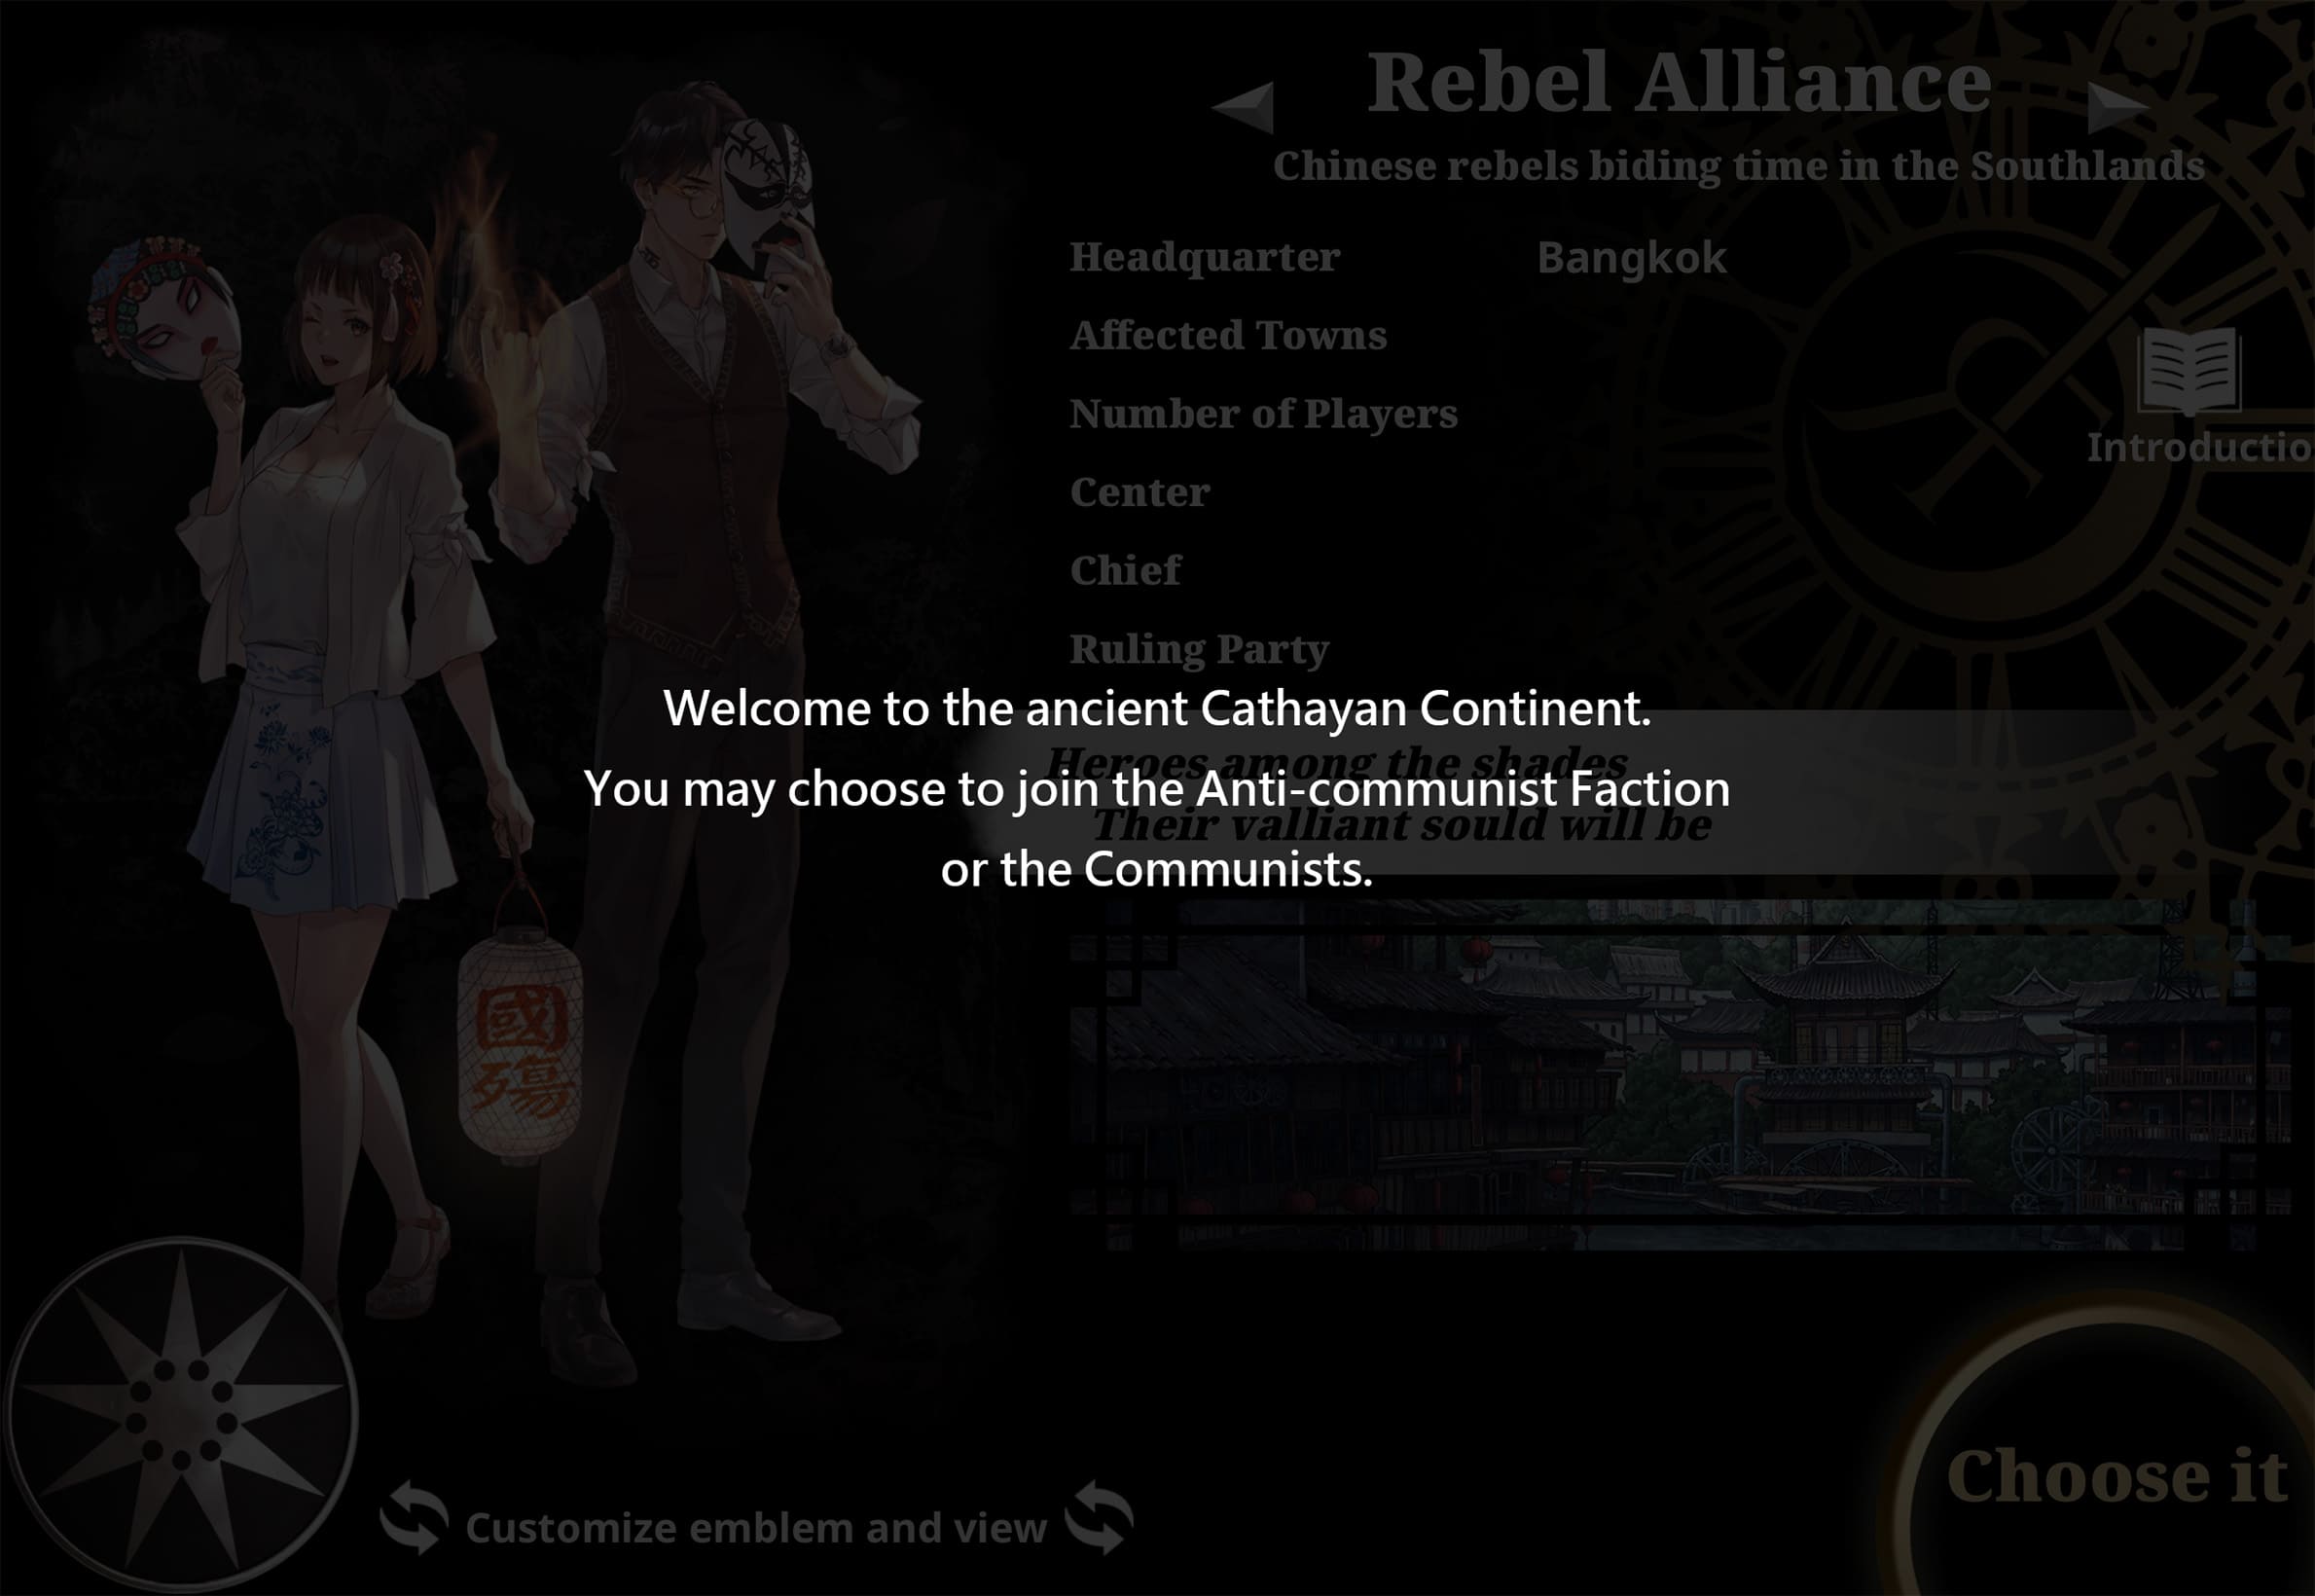 Rebel Alliance
Chinese rebels biding time in the Southlands
Headquarter Bangkok
Affected Towns
Number of Players
Center
Chief
Ruling Party
Introductio
Welcome to the ancient Cathayan Continent.
Heroes among the shades
You may choose to join the Anti-communist Faction
Their valliant sould will be
or the Communists.
國
殤
Customize emblem and view
Choose it